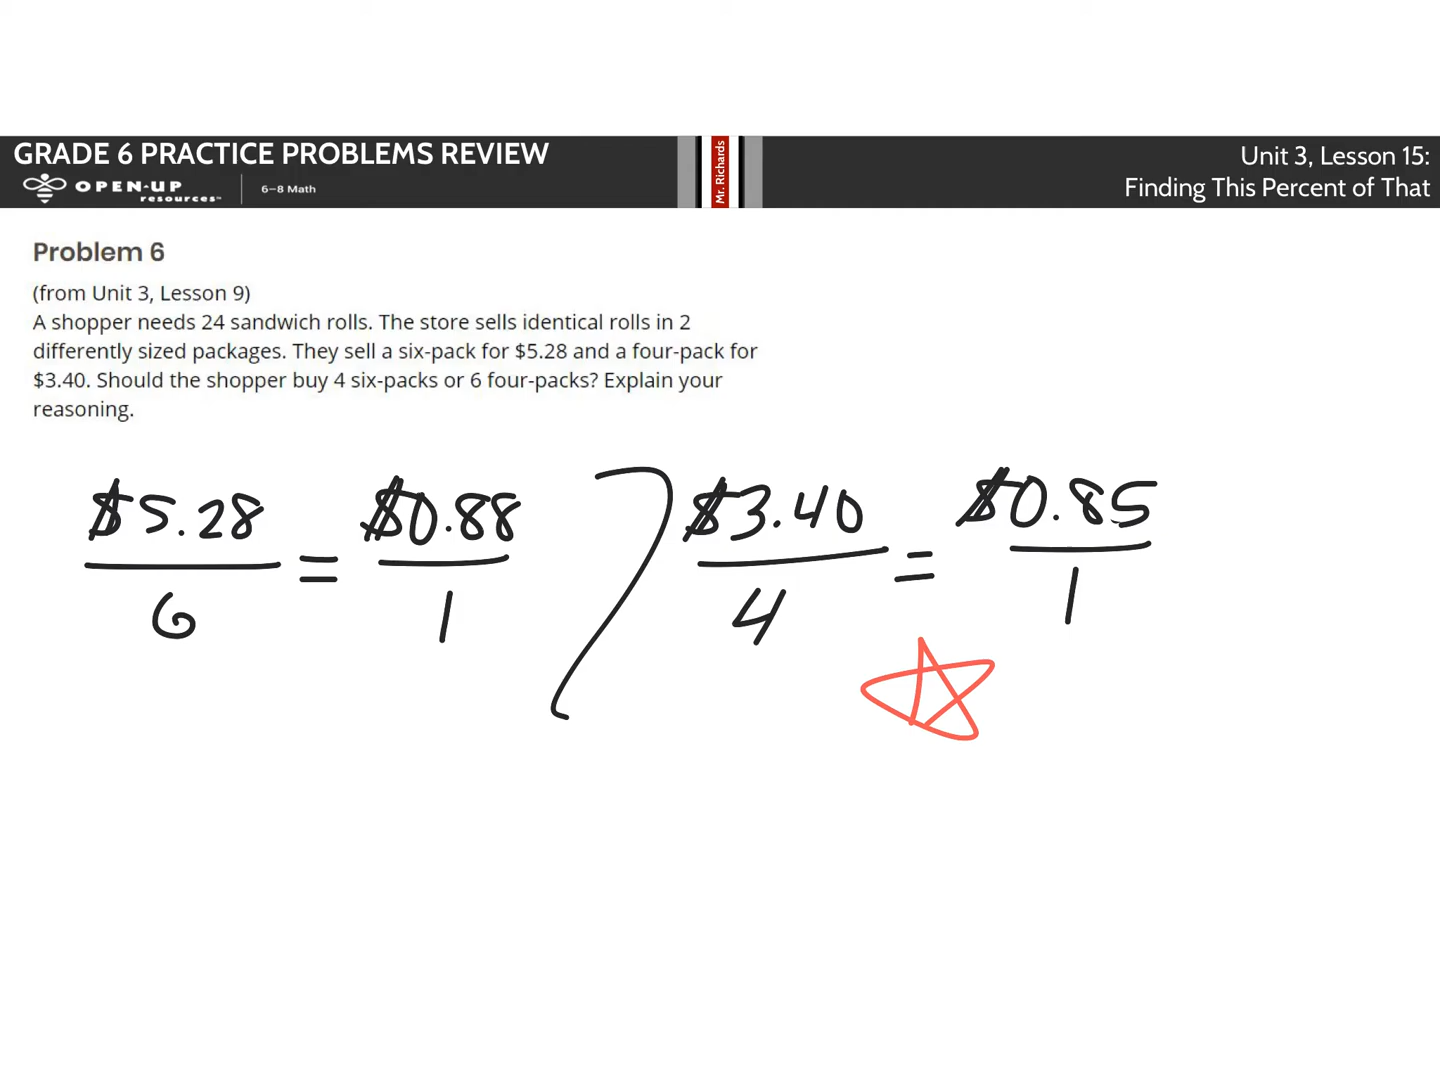 GRADE 6 PRACTICE PROBLEMS REVIEW
OPEN-UP
resources™
6–8 Math
Mr. Richards
Unit 3, Lesson 15:
Finding This Percent of That
Problem 6
(from Unit 3, Lesson 9)
A shopper needs 24 sandwich rolls. The store sells identical rolls in 2
differently sized packages. They sell a six-pack for $5.28 and a four-pack for
$3.40. Should the shopper buy 4 six-packs or 6 four-packs? Explain your
reasoning.
$5.28 / 6 = $0.88 / 1
$3.40 / 4 = $0.85 / 1